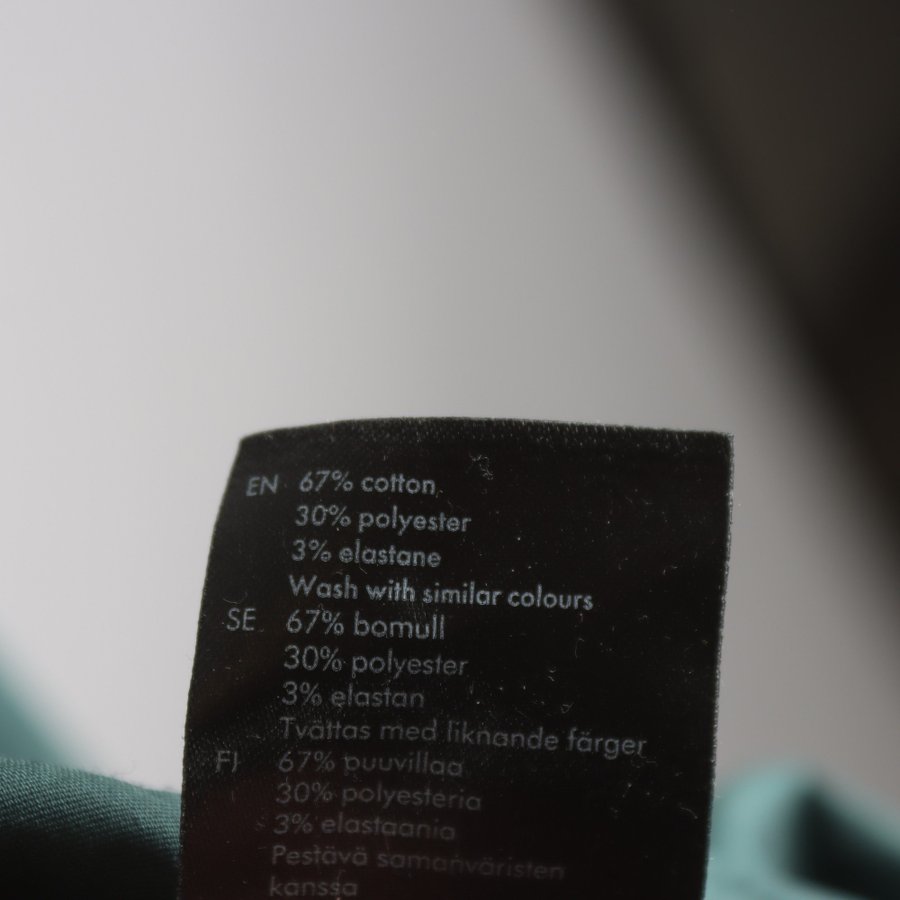 EN 67% cotton
30% polyester
3% elastane
Wash with similar colours
SE 67% bomull
30% polyester
3% elastan
Tvättas med liknande färger
FI 67% puuvillaa
30% polyesteria
3% elastaania
Pestävä samanväristen
kanssa